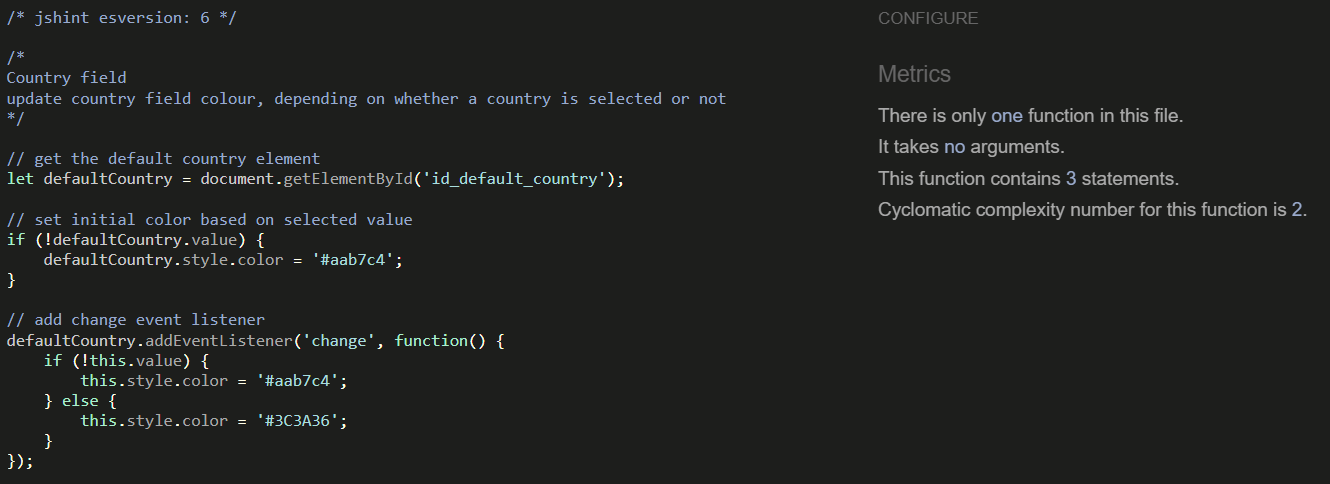 /* jshint esversion: 6 */
/*
Country field
update country field colour, depending on whether a country is selected or not
*/
// get the default country element
let defaultCountry = document.getElementById('id_default_country');
// set initial color based on selected value
if (!defaultCountry.value) {
    defaultCountry.style.color = '#aab7c4';
}
// add change event listener
defaultCountry.addEventListener('change', function() {
    if (!this.value) {
        this.style.color = '#aab7c4';
    } else {
        this.style.color = '#3C3A36';
    }
});
CONFIGURE
Metrics
There is only one function in this file.
It takes no arguments.
This function contains 3 statements.
Cyclomatic complexity number for this function is 2.